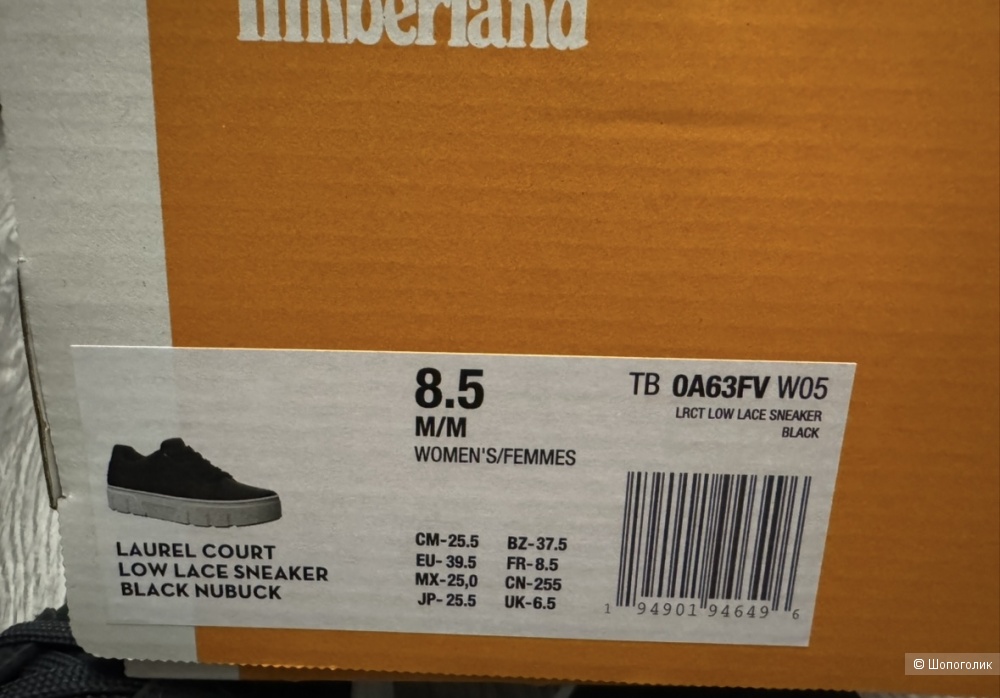 Timberland
8.5
M/M
WOMEN'S/FEMMES
TB 0A63FV W05
LRCT LOW LACE SNEAKER
BLACK
LAUREL COURT
LOW LACE SNEAKER
BLACK NUBUCK
CM-25.5 BZ-37.5
EU-39.5 FR-8.5
MX-25,0 CN-255
JP-25.5 UK-6.5
1 94901 94649 6
© Шопоголик